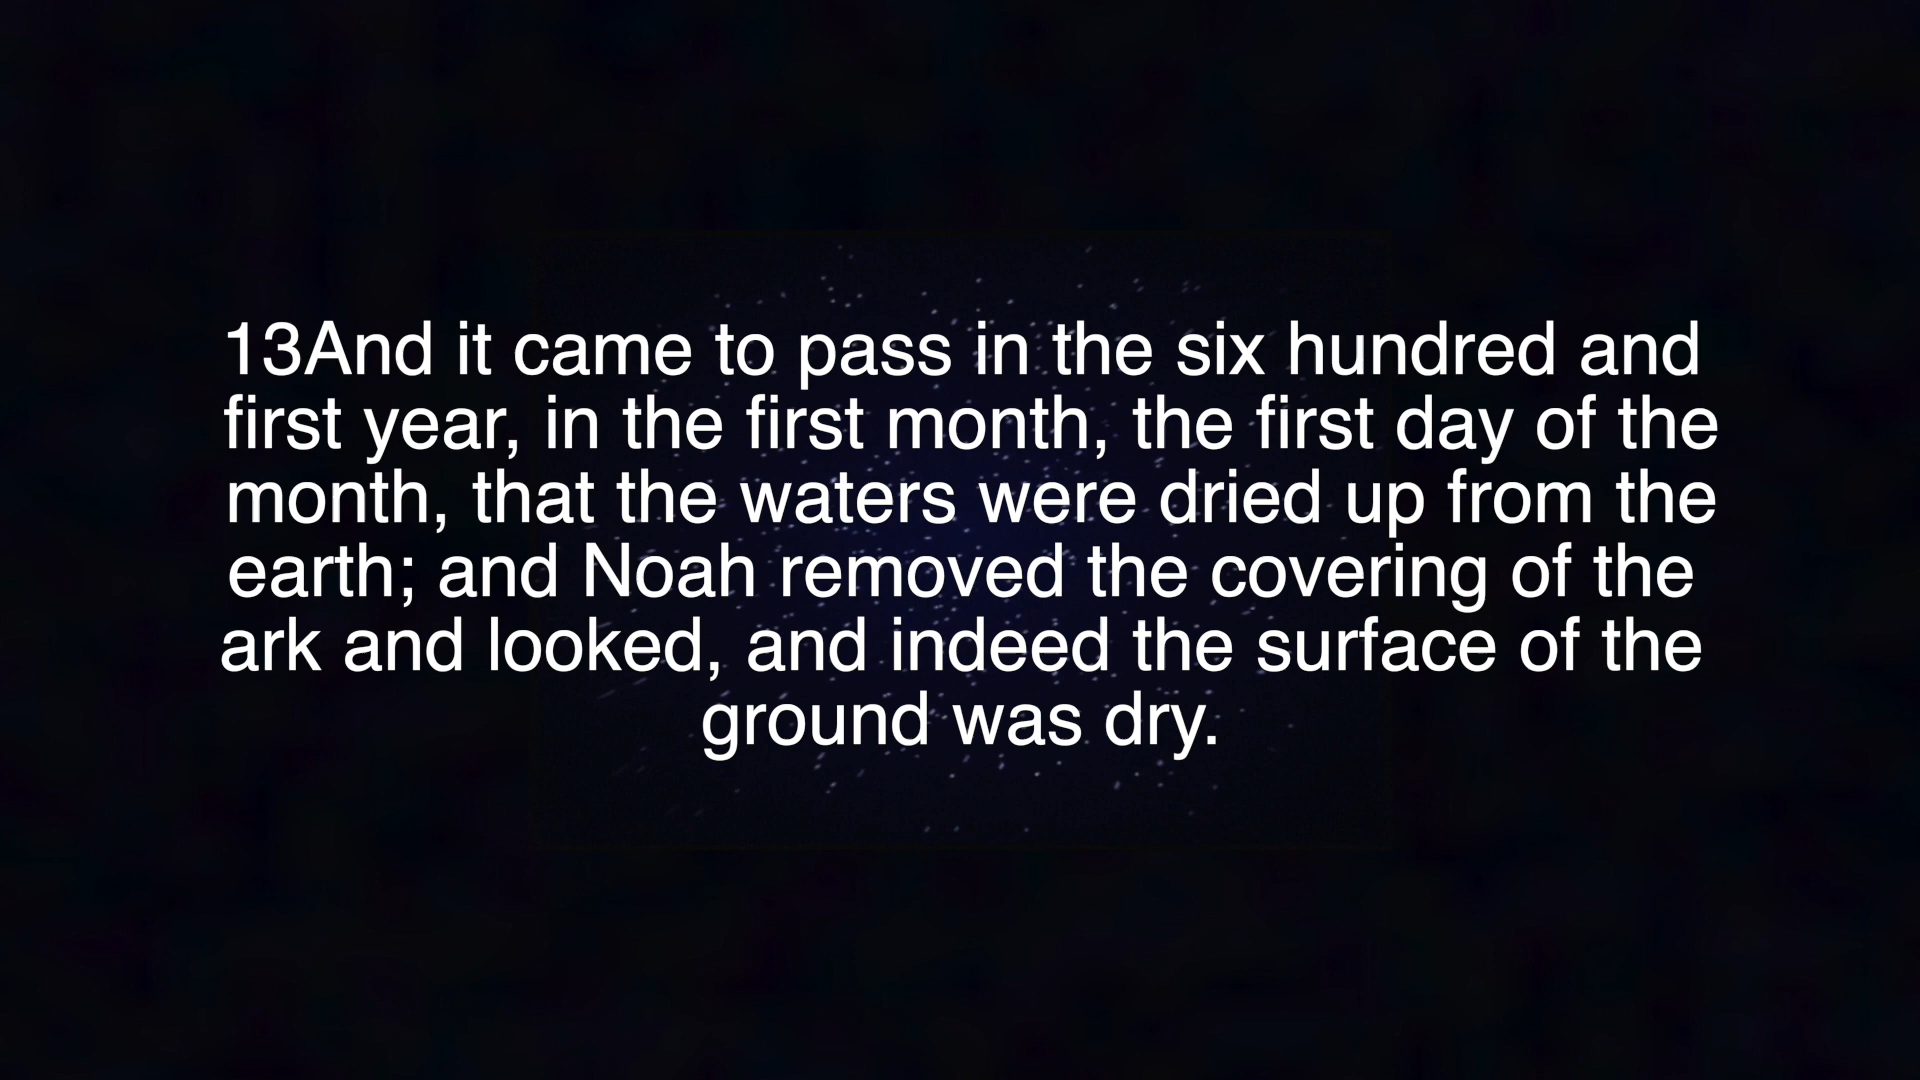 13And it came to pass in the six hundred and
first year, in the first month, the first day of the
month, that the waters were dried up from the
earth; and Noah removed the covering of the
ark and looked, and indeed the surface of the
ground was dry.